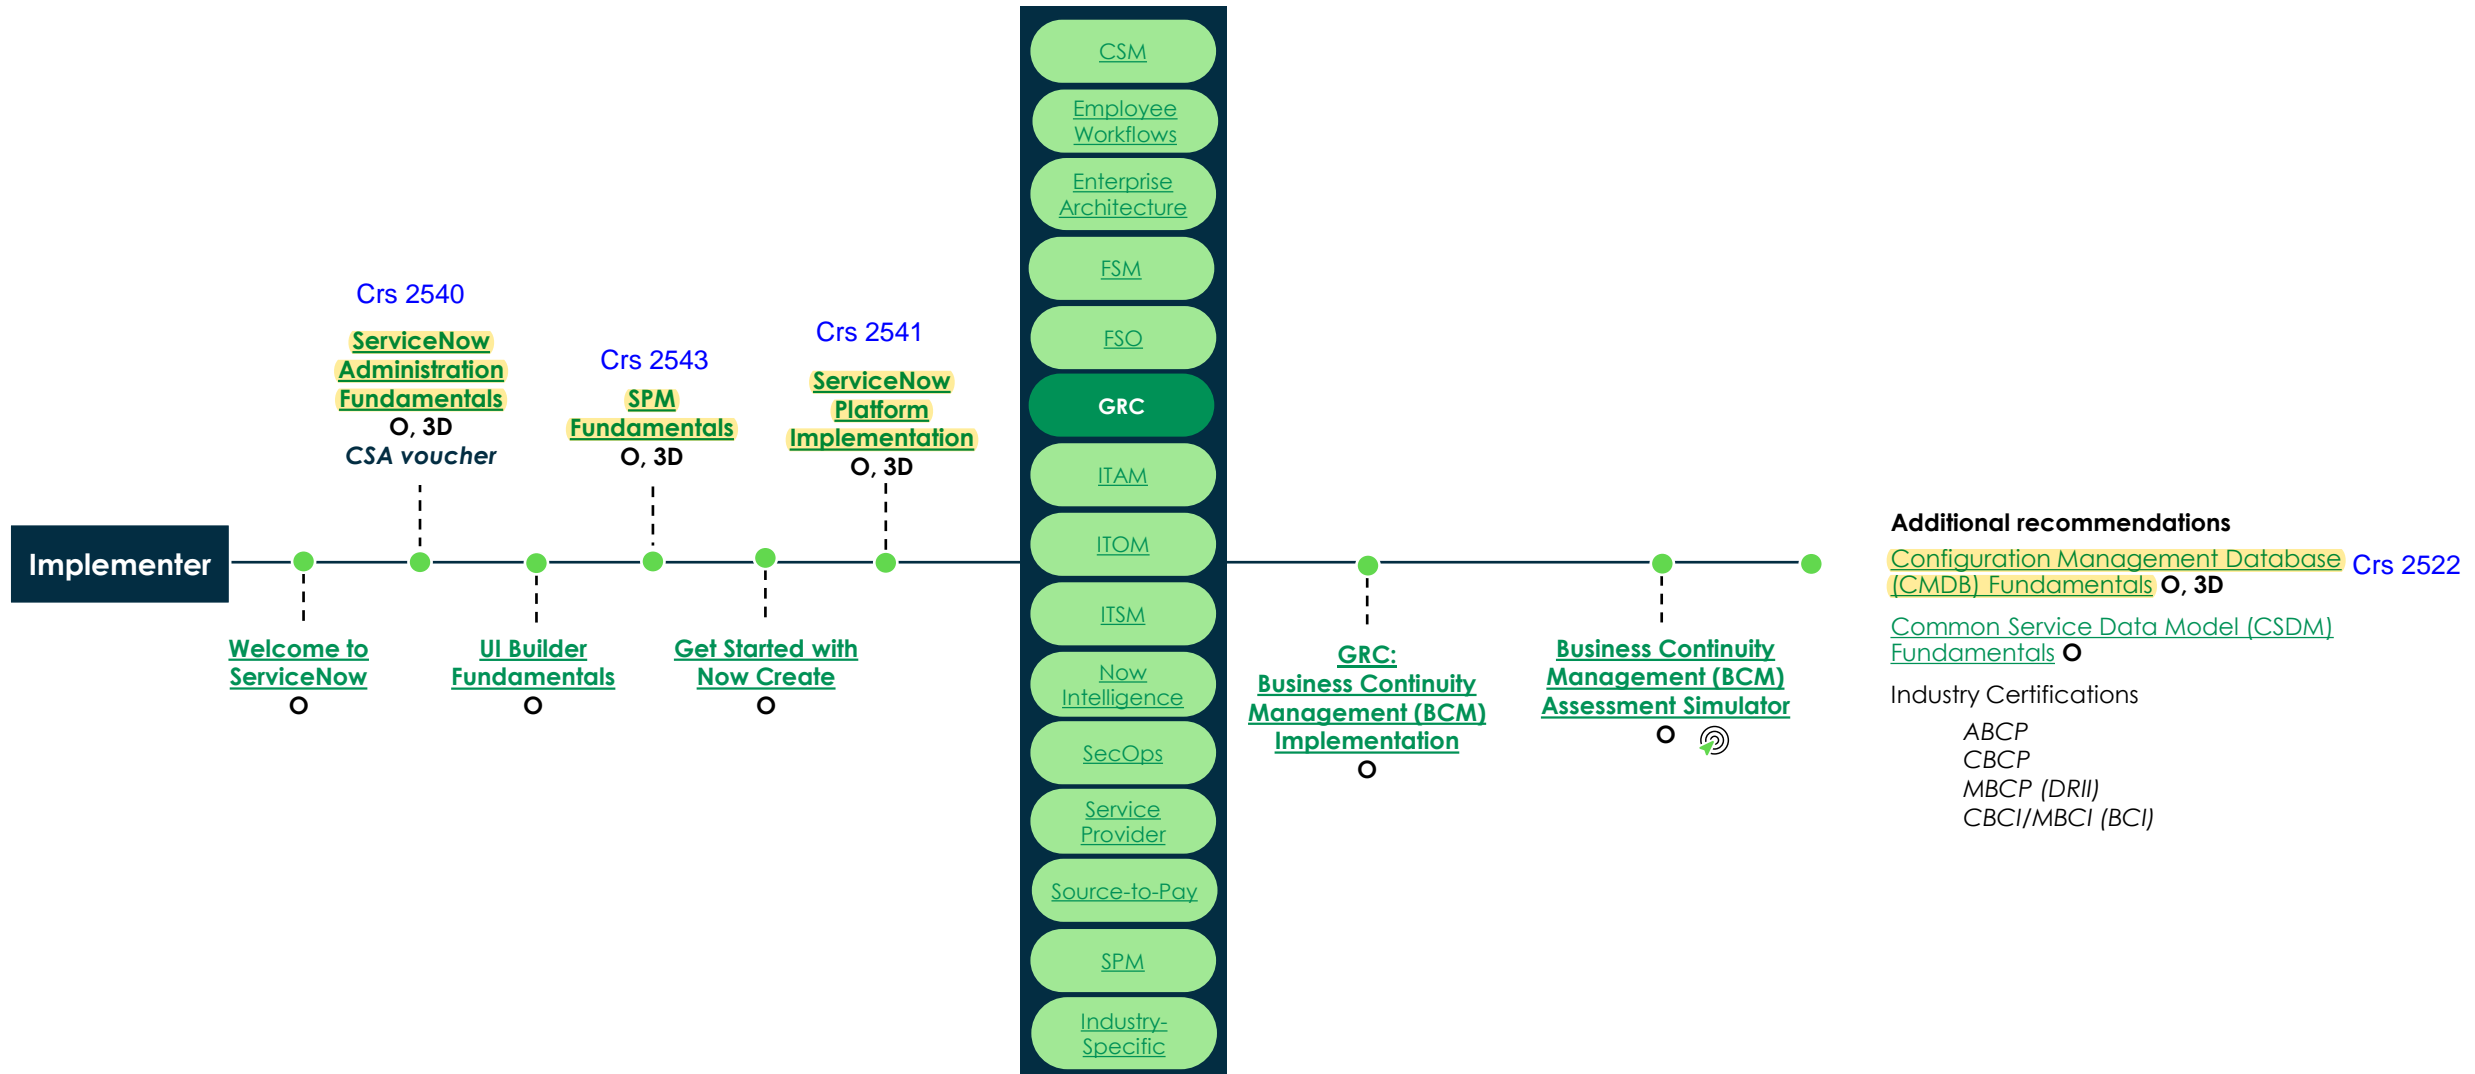 Implementer
Welcome to
ServiceNow
O
Crs 2540
ServiceNow
Administration
Fundamentals
O, 3D
CSA voucher
UI Builder
Fundamentals
O
Crs 2543
SPM
Fundamentals
O, 3D
Get Started with
Now Create
O
Crs 2541
ServiceNow
Platform
Implementation
O, 3D
CSM
Employee
Workflows
Enterprise
Architecture
FSM
FSO
GRC
ITAM
ITOM
ITSM
Now
Intelligence
SecOps
Service
Provider
Source-to-Pay
SPM
Industry-
Specific
GRC:
Business Continuity
Management (BCM)
Implementation
O
Business Continuity
Management (BCM)
Assessment Simulator
O
Additional recommendations
Configuration Management Database Crs 2522
(CMDB) Fundamentals O, 3D
Common Service Data Model (CSDM)
Fundamentals O
Industry Certifications
ABCP
CBCP
MBCP (DRII)
CBCI/MBCI (BCI)